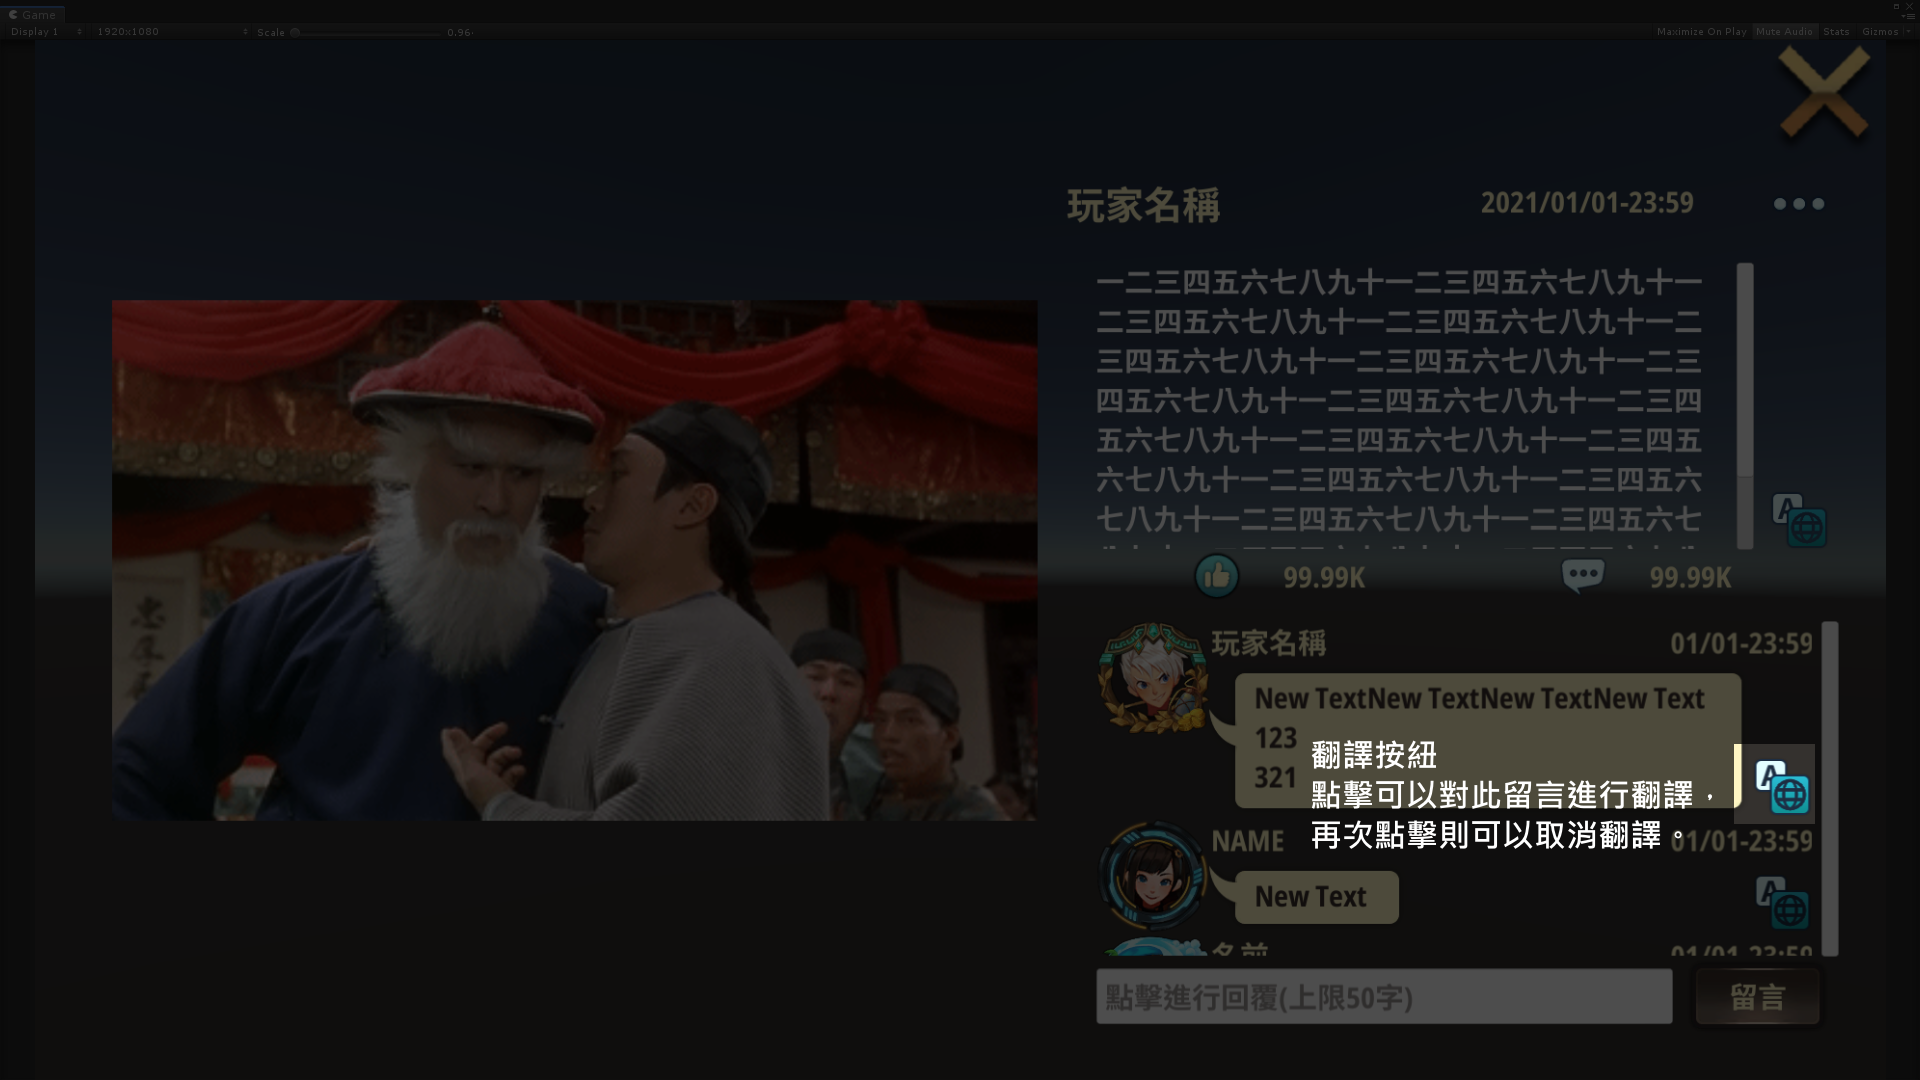 Game
Display 1
1920x1080
Scale
0.96
Maximize On Play
Mute Audio
Stats
Gizmos
玩家名稱
2021/01/01-23:59
一二三四五六七八九十一二三四五六七八九十一
二三四五六七八九十一二三四五六七八九十一二
三四五六七八九十一二三四五六七八九十一二三
四五六七八九十一二三四五六七八九十一二三四
五六七八九十一二三四五六七八九十一二三四五
六七八九十一二三四五六七八九十一二三四五六
七八九十一二三四五六七八九十一二三四五六七
99.99K
99.99K
玩家名稱
01/01-23:59
New TextNew TextNew TextNew Text
123
321
翻譯按紐
點擊可以對此留言進行翻譯，
再次點擊則可以取消翻譯。
A
NAME
01/01-23:59
New Text
名前
01/01-23:59
點擊進行回覆(上限50字)
留言